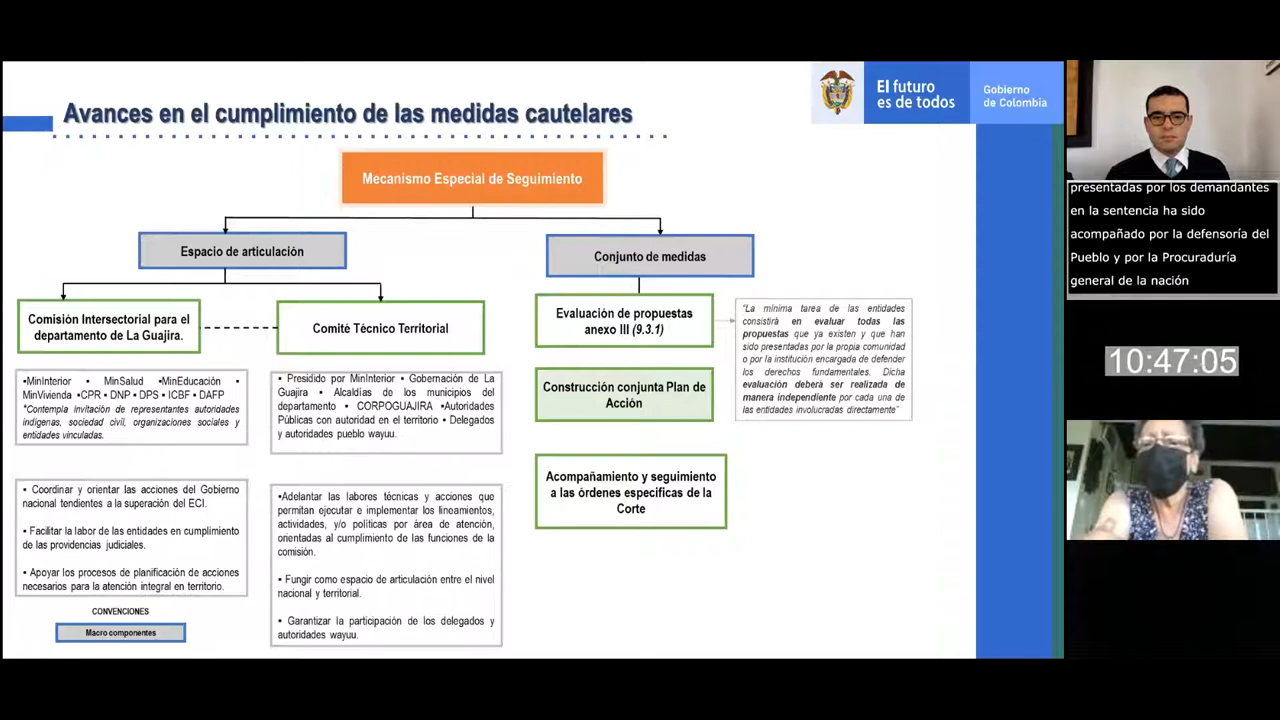 El futuro
es de todos
Gobierno
de Colombia
Avances en el cumplimiento de las medidas cautelares
Mecanismo Especial de Seguimiento
Espacio de articulación
Conjunto de medidas
Comisión Intersectorial para el
departamento de La Guajira.
Comité Técnico Territorial
Evaluación de propuestas
anexo III (9.3.1)
"La mínima tarea de las entidades
consistirá en evaluar todas las
propuestas que ya existen y que han
sido presentadas por la propia comunidad
o por la institución encargada de defender
los derechos fundamentales. Dicha
evaluación deberá ser realizada de
manera independiente por cada una de
las entidades involucradas directamente"
▪MinInterior ▪ MinSalud ▪MinEducación ▪
MinVivienda ▪CPR ▪ DNP ▪ DPS ▪ ICBF ▪ DAFP
*Contempla invitación de representantes autoridades
indígenas, sociedad civil, organizaciones sociales y
entidades vinculadas.
▪ Presidido por MinInterior ▪ Gobernación de La
Guajira ▪ Alcaldías de los municipios del
departamento ▪ CORPOGUAJIRA ▪Autoridades
Públicas con autoridad en el territorio ▪ Delegados
y autoridades pueblo wayuu.
Construcción conjunta Plan de
Acción
Acompañamiento y seguimiento
a las órdenes específicas de la
Corte
▪ Coordinar y orientar las acciones del Gobierno
nacional tendientes a la superación del ECI.
▪ Facilitar la labor de las entidades en cumplimiento
de las providencias judiciales.
▪ Apoyar los procesos de planificación de acciones
necesarios para la atención integral en territorio.
▪Adelantar las labores técnicas y acciones que
permitan ejecutar e implementar los lineamientos,
actividades, y/o políticas por área de atención,
orientadas al cumplimiento de las funciones de la
comisión.
▪ Fungir como espacio de articulación entre el nivel
nacional y territorial.
▪ Garantizar la participación de los delegados y
autoridades wayuu.
CONVENCIONES
Macro componentes
presentadas por los demandantes
en la sentencia ha sido
acompañado por la defensoría del
Pueblo y por la Procuraduría
general de la nación
10:47:05